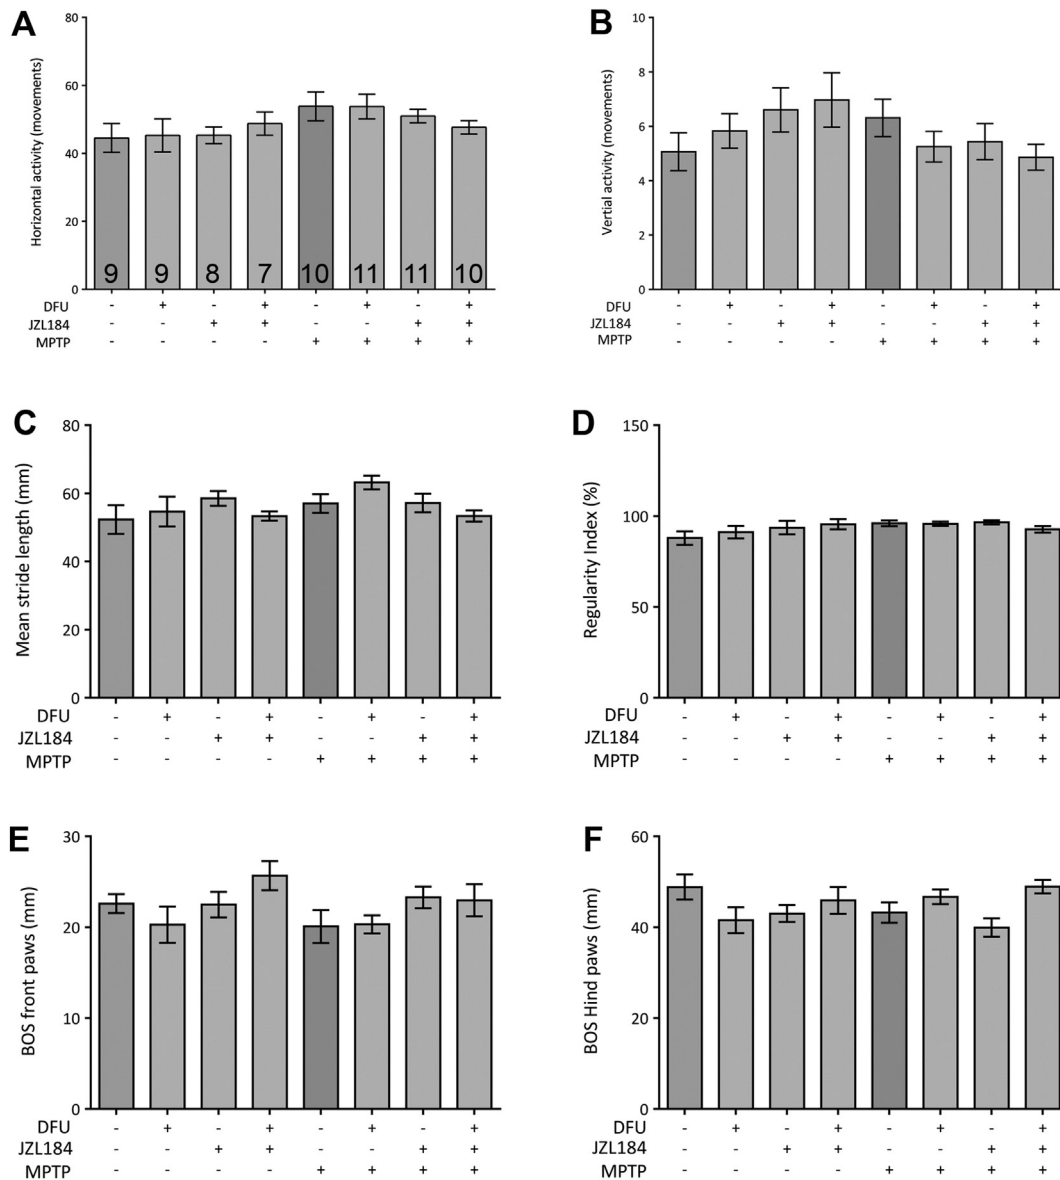 A
Horizontal activity (movements)
80
60
40
20
0
9 9 8 7 10 11 11 10
DFU - + - + - + - +
JZL184 - - + + - - + +
MPTP - - - - + + + +
B
Vertial activity (movements)
10
8
6
4
2
0
DFU - + - + - + - +
JZL184 - - + + - - + +
MPTP - - - - + + + +
C
Mean stride length (mm)
80
60
40
20
0
DFU - + - + - + - +
JZL184 - - + + - - + +
MPTP - - - - + + + +
D
Regularity Index (%)
150
100
50
0
DFU - + - + - + - +
JZL184 - - + + - - + +
MPTP - - - - + + + +
E
BOS front paws (mm)
30
20
10
0
DFU - + - + - + - +
JZL184 - - + + - - + +
MPTP - - - - + + + +
F
BOS Hind paws (mm)
60
40
20
0
DFU - + - + - + - +
JZL184 - - + + - - + +
MPTP - - - - + + + +